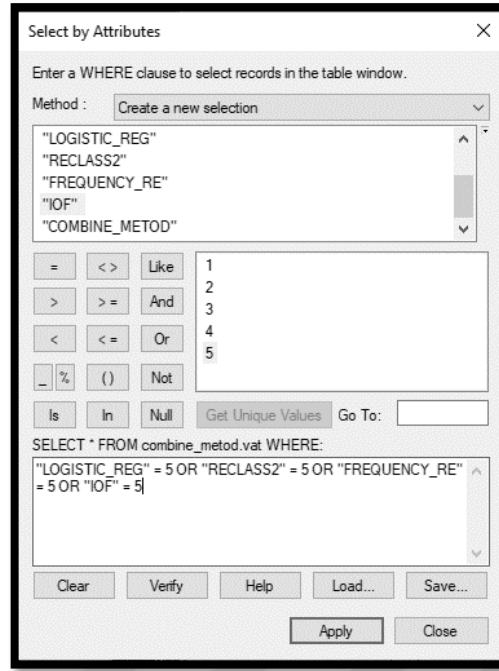 Select by Attributes
Enter a WHERE clause to select records in the table window.
Method :
Create a new selection
"LOGISTIC_REG"
"RECLASS2"
"FREQUENCY_RE"
"IOF"
"COMBINE_METOD"
= < > Like
> > = And
< < = Or
_ % ( ) Not
Is In Null
1
2
3
4
5
Get Unique Values Go To:
SELECT * FROM combine_metod.vat WHERE:
"LOGISTIC_REG" = 5 OR "RECLASS2" = 5 OR "FREQUENCY_RE"
= 5 OR "IOF" = 5
Clear Verify Help Load... Save...
Apply Close